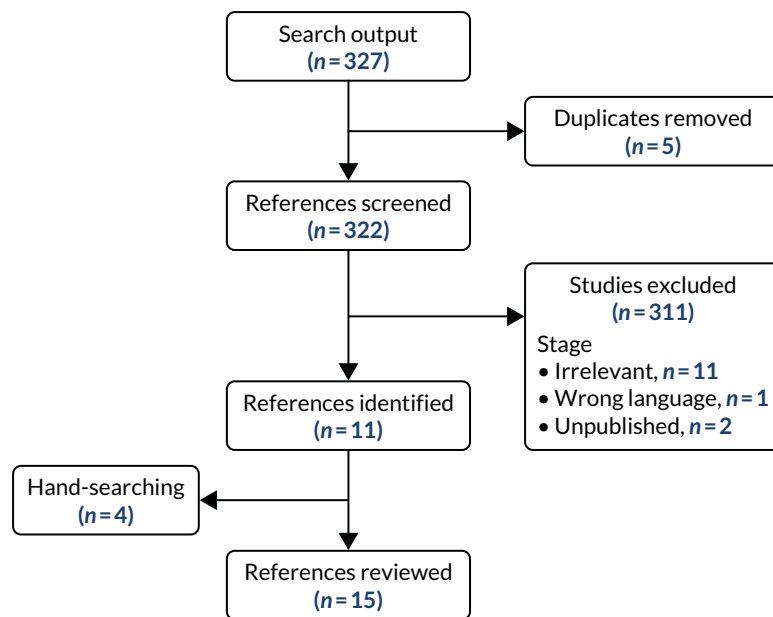 Search output
(n = 327)
Duplicates removed
(n = 5)
References screened
(n = 322)
Studies excluded
(n = 311)
Stage
• Irrelevant, n = 11
• Wrong language, n = 1
• Unpublished, n = 2
References identified
(n = 11)
Hand-searching
(n = 4)
References reviewed
(n = 15)